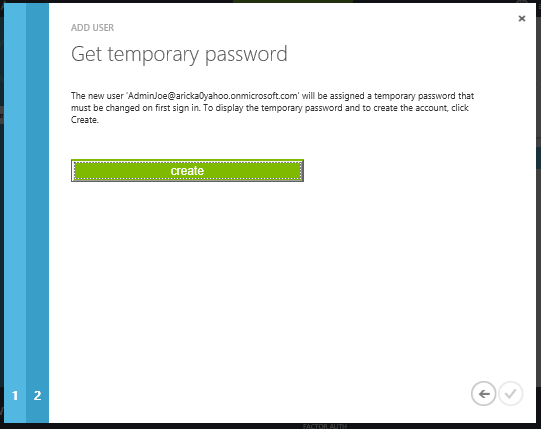 ADD USER
Get temporary password
The new user 'AdminJoe@aricka0yahoo.onmicrosoft.com' will be assigned a temporary password that
must be changed on first sign in. To display the temporary password and to create the account, click
Create.
create
1 2
FACTOR AUTH